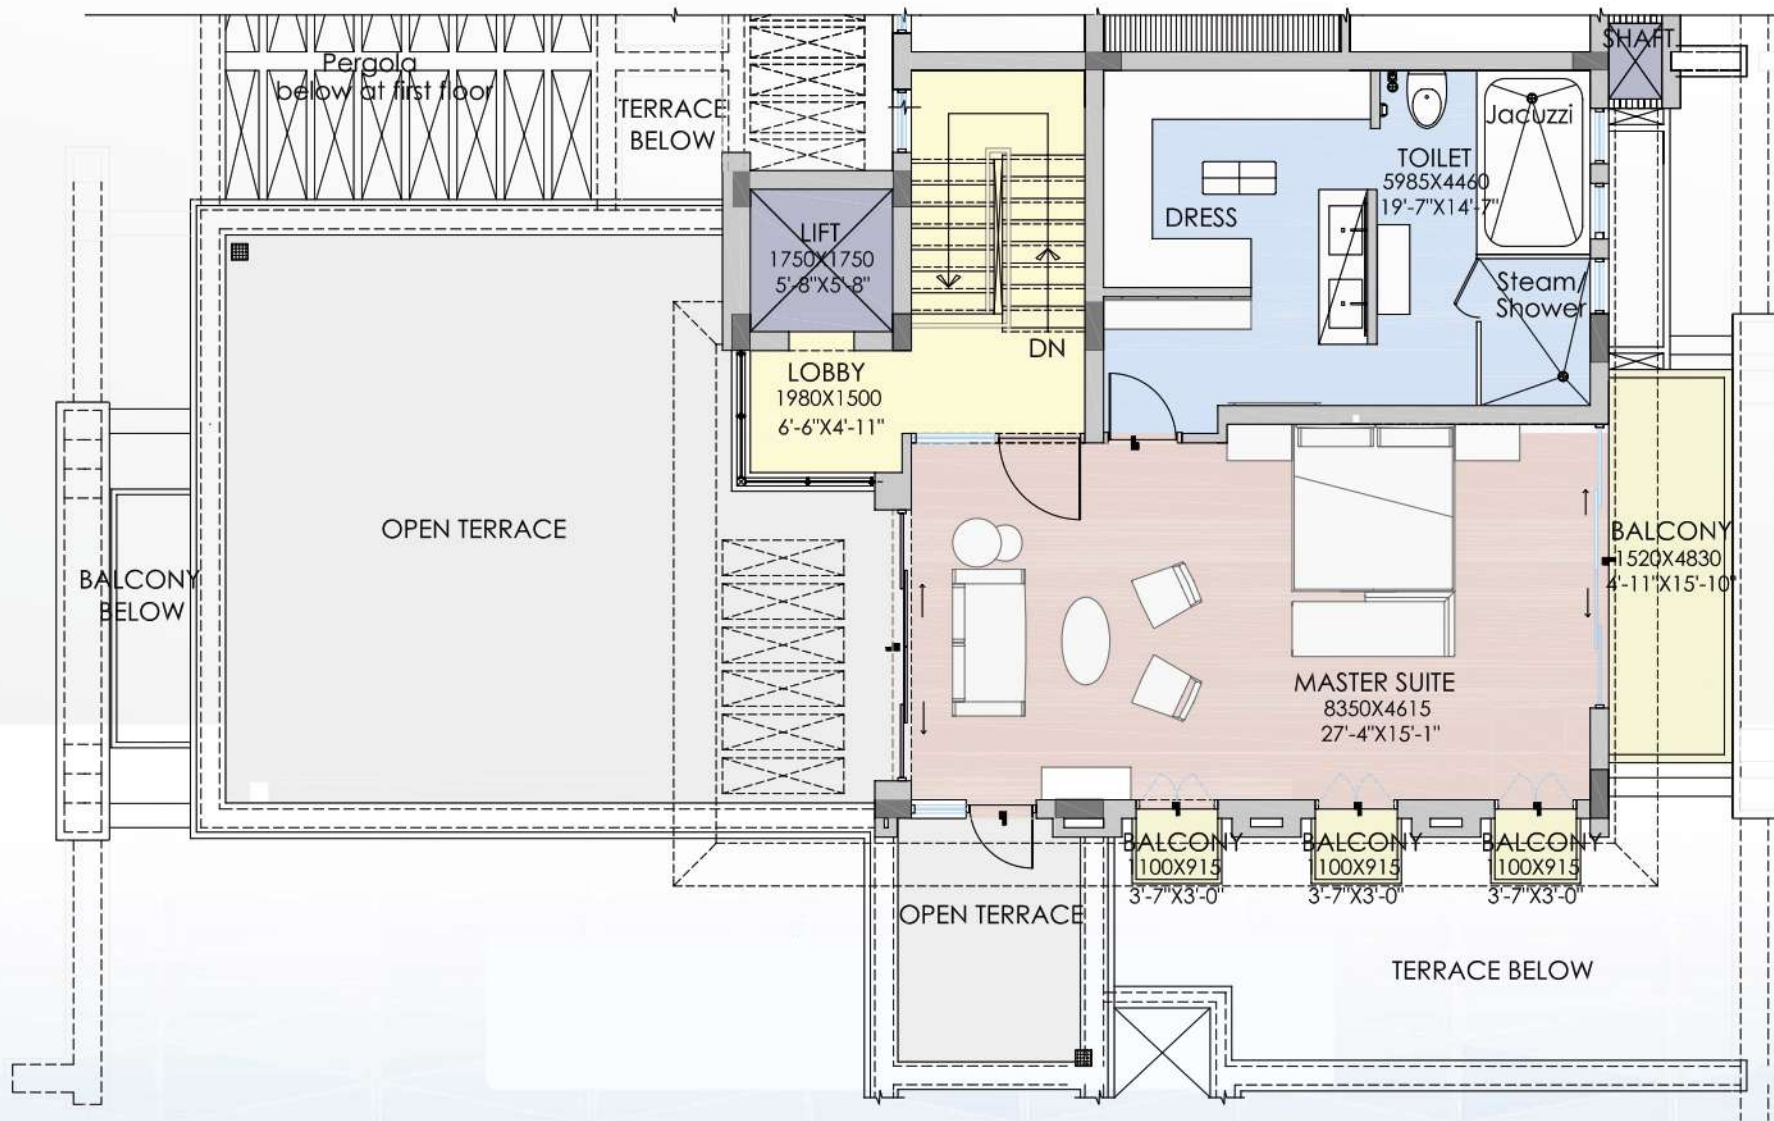 SHAFT
Pergola
below at first floor
TERRACE
BELOW
Jacuzzi
TOILET
5985X4460
19'-7"X14'-7"
DRESS
LIFT
1750X1750
5'-8"X5'-8"
Steam/
Shower
DN
LOBBY
1980X1500
6'-6"X4'-11"
OPEN TERRACE
BALCONY
1520X4830
4'-11"X15'-10"
BALCONY
BELOW
MASTER SUITE
8350X4615
27'-4"X15'-1"
BALCONY
1100X915
3'-7"X3'-0"
BALCONY
1100X915
3'-7"X3'-0"
BALCONY
1100X915
3'-7"X3'-0"
OPEN TERRACE
TERRACE BELOW